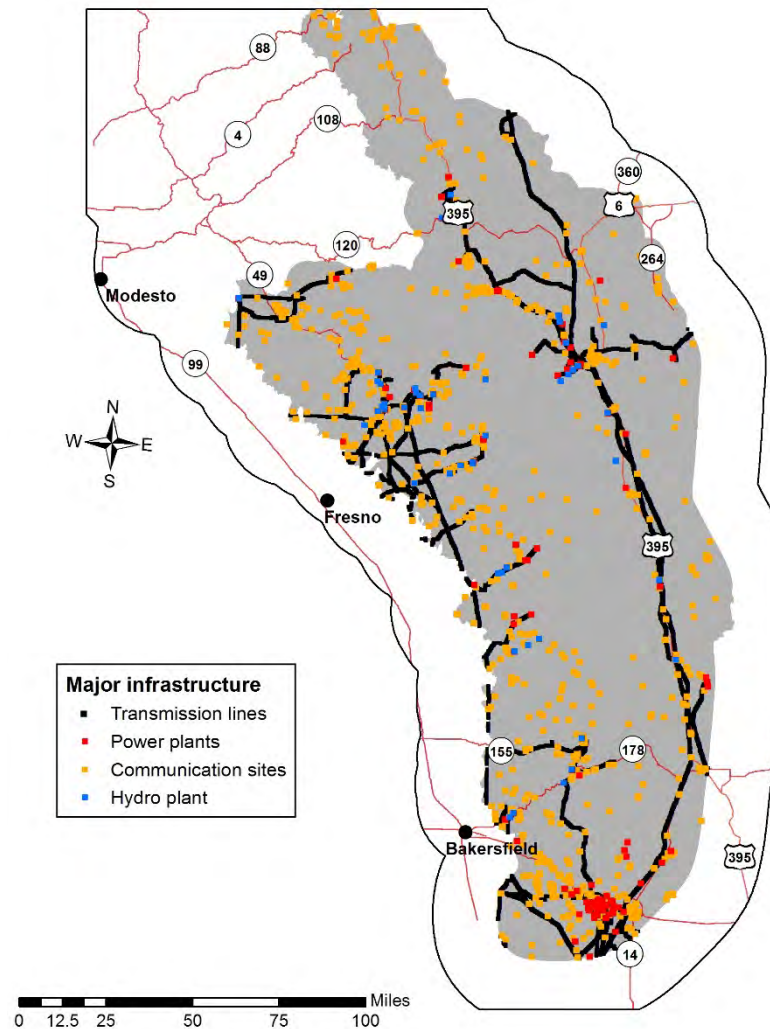 88
4
108
360
6
395
120
264
49
Modesto
99
N
W E
S
Fresno
395
Major infrastructure
Transmission lines
Power plants
Communication sites
Hydro plant
155
178
Bakersfield
395
14
Miles
0 12.5 25 50 75 100